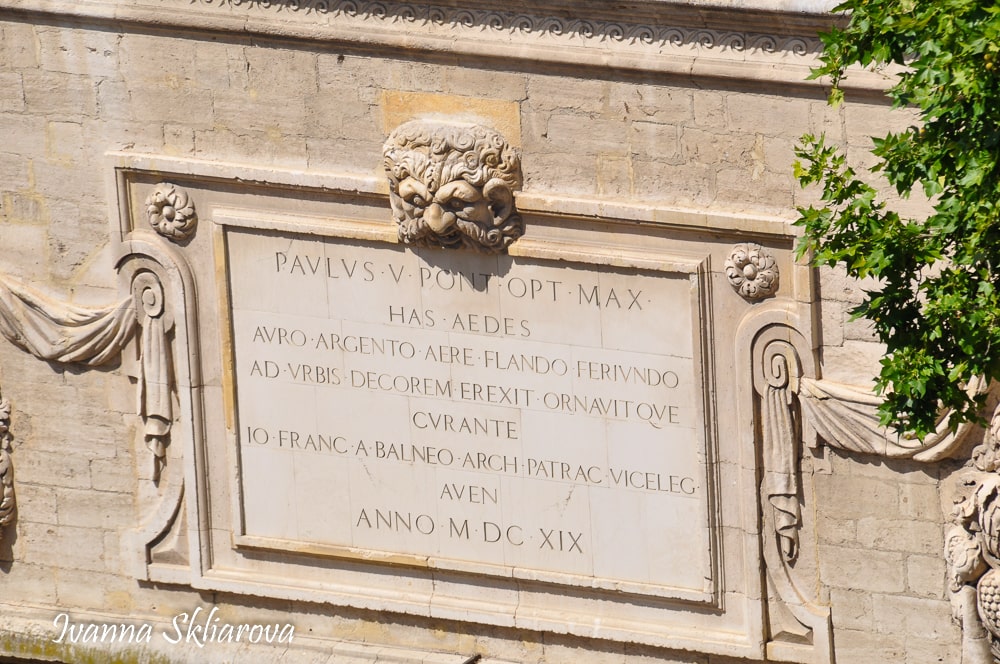 PAVLVS · V · PONT · OPT · MAX ·
HAS · AEDES
AVRO · ARGENTO · AERE · FLANDO · FERIVNDO
AD · VRBIS · DECOREM · EREXIT · ORNAVITQVE
CVRANTE
IO · FRANC · A · BALNEO · ARCH · PATRAC · VICELEG ·
AVEN
ANNO · M · DC · XIX
Ivanna Skliarova